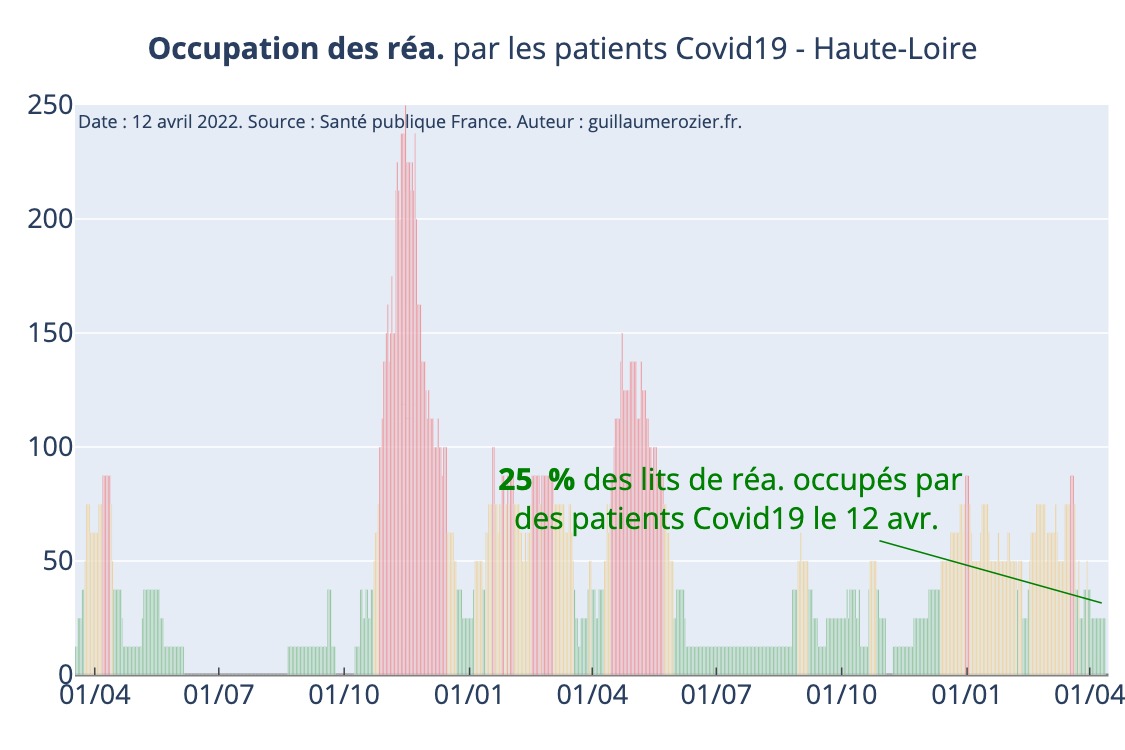 Occupation des réa. par les patients Covid19 - Haute-Loire
250
Date : 12 avril 2022. Source : Santé publique France. Auteur : guillaumerozier.fr.
200
150
100
25 % des lits de réa. occupés par
des patients Covid19 le 12 avr.
50
0
01/04 01/07 01/10 01/01 01/04 01/07 01/10 01/01 01/04